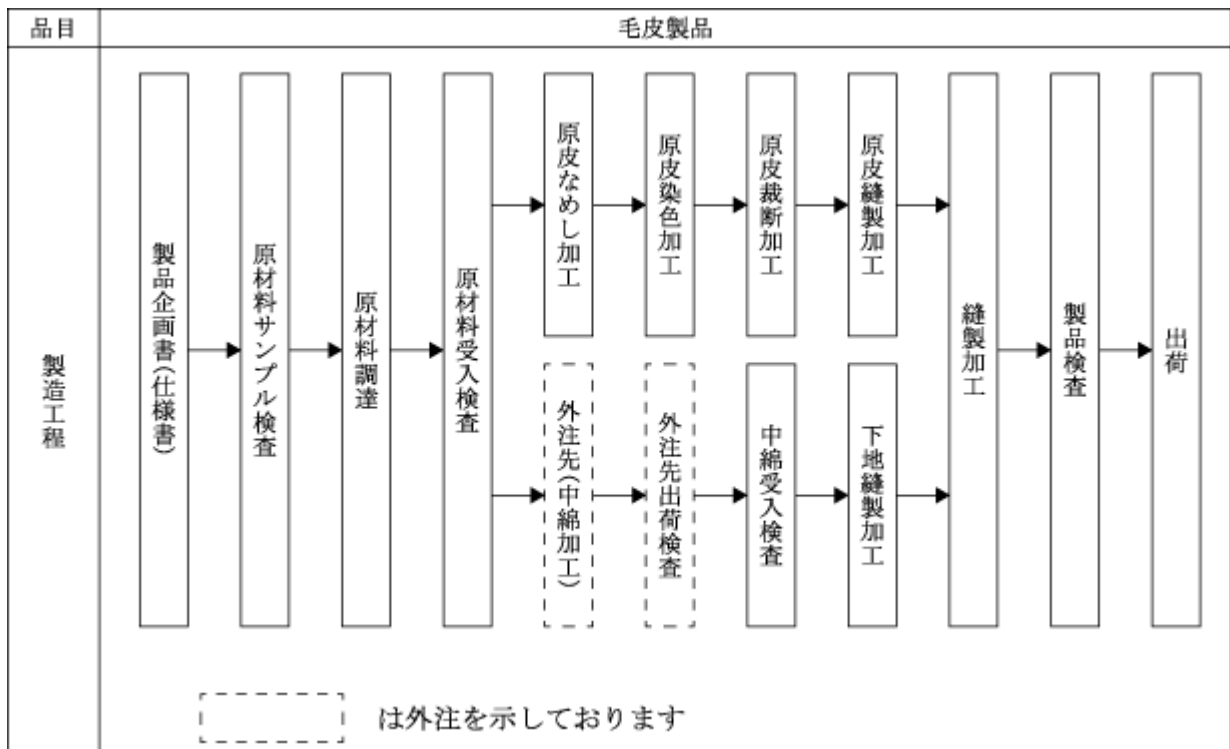 品目
毛皮製品
製造工程
製品企画書(仕様書)
原材料サンプル検査
原材料調達
原材料受入検査
原皮なめし加工
原皮染色加工
原皮裁断加工
原皮縫製加工
外注先(中綿加工)
外注先出荷検査
中綿受入検査
下地縫製加工
縫製加工
製品検査
出荷
は外注を示しております